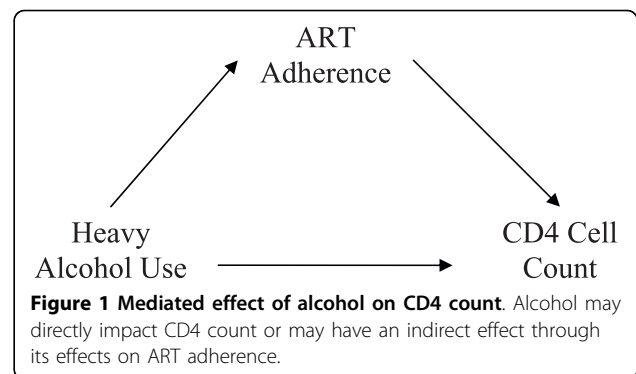 ART
Adherence
Heavy
Alcohol Use
CD4 Cell
Count
Figure 1 Mediated effect of alcohol on CD4 count. Alcohol may
directly impact CD4 count or may have an indirect effect through
its effects on ART adherence.